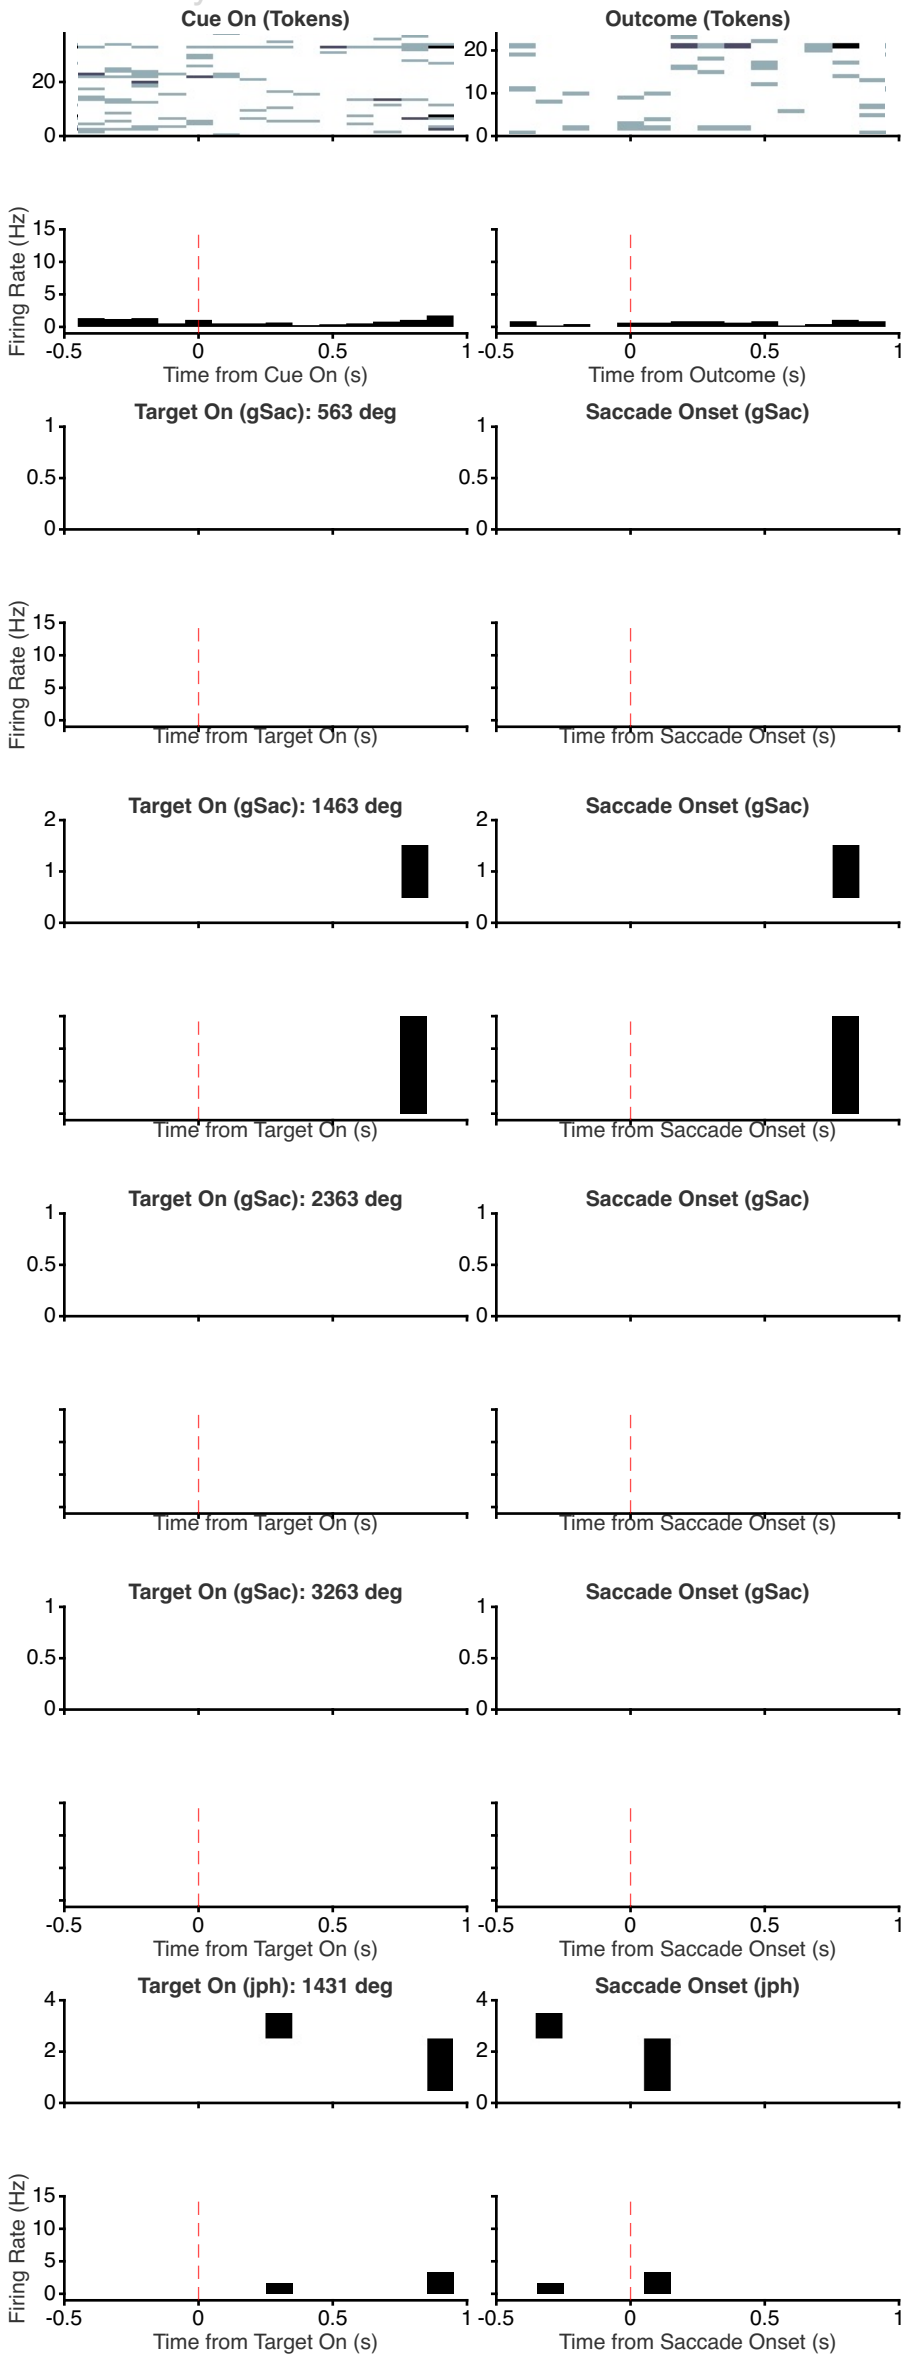 Cue On (Tokens)
Outcome (Tokens)
20
0
20
10
0
Firing Rate (Hz)
15
10
5
0
-0.5 0 0.5 1
-0.5 0 0.5 1
Time from Cue On (s)
Time from Outcome (s)
Target On (gSac): 563 deg
Saccade Onset (gSac)
1
0.5
0
1
0.5
0
Firing Rate (Hz)
15
10
5
0
Time from Target On (s)
Time from Saccade Onset (s)
Target On (gSac): 1463 deg
Saccade Onset (gSac)
2
1
0
2
1
0
Time from Target On (s)
Time from Saccade Onset (s)
Target On (gSac): 2363 deg
Saccade Onset (gSac)
1
0.5
0
1
0.5
0
Time from Target On (s)
Time from Saccade Onset (s)
Target On (gSac): 3263 deg
Saccade Onset (gSac)
1
0.5
0
1
0.5
0
-0.5 0 0.5 1
-0.5 0 0.5 1
Time from Target On (s)
Time from Saccade Onset (s)
Target On (jph): 1431 deg
Saccade Onset (jph)
4
2
0
4
2
0
Firing Rate (Hz)
15
10
5
0
-0.5 0 0.5 1
-0.5 0 0.5 1
Time from Target On (s)
Time from Saccade Onset (s)